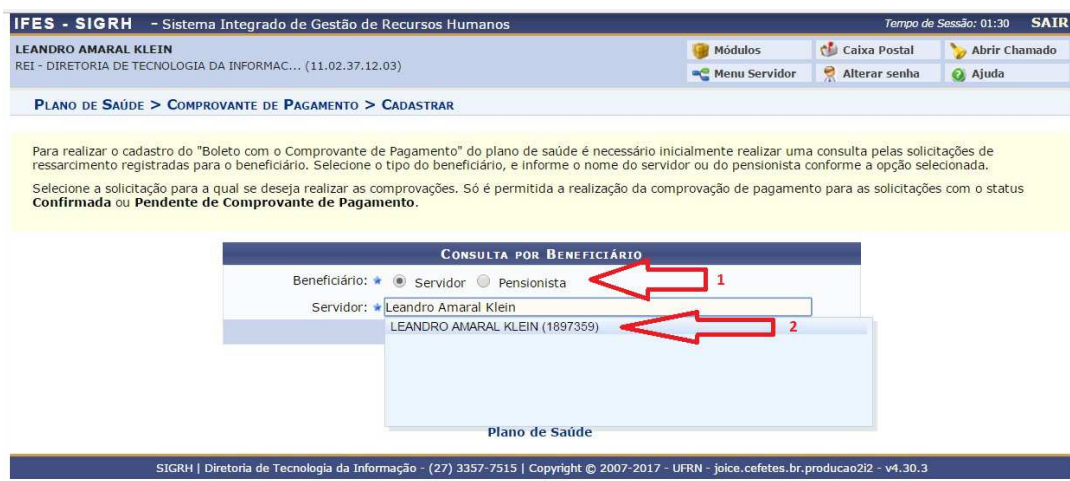 IFES - SIGRH - Sistema Integrado de Gestão de Recursos Humanos Tempo de Sessão: 01:30 SAIR
LEANDRO AMARAL KLEIN
REI - DIRETORIA DE TECNOLOGIA DA INFORMAC... (11.02.37.12.03)
Módulos Caixa Postal Abrir Chamado
Menu Servidor Alterar senha Ajuda
PLANO DE SAÚDE > COMPROVANTE DE PAGAMENTO > CADASTRAR
Para realizar o cadastro do "Boleto com o Comprovante de Pagamento" do plano de saúde é necessário inicialmente realizar uma consulta pelas solicitações de
ressarcimento registradas para o beneficiário. Selecione o tipo do beneficiário, e informe o nome do servidor ou do pensionista conforme a opção selecionada.
Selecione a solicitação para a qual se deseja realizar as comprovações. Só é permitida a realização da comprovação de pagamento para as solicitações com o status
Confirmada ou Pendente de Comprovante de Pagamento.
CONSULTA POR BENEFICIÁRIO
Beneficiário: Servidor Pensionista 1
Servidor: Leandro Amaral Klein
LEANDRO AMARAL KLEIN (1897359) 2
Plano de Saúde
SIGRH | Diretoria de Tecnologia da Informação - (27) 3357-7515 | Copyright © 2007-2017 - UFRN - joice.cefetes.br.producao2i2 - v4.30.3